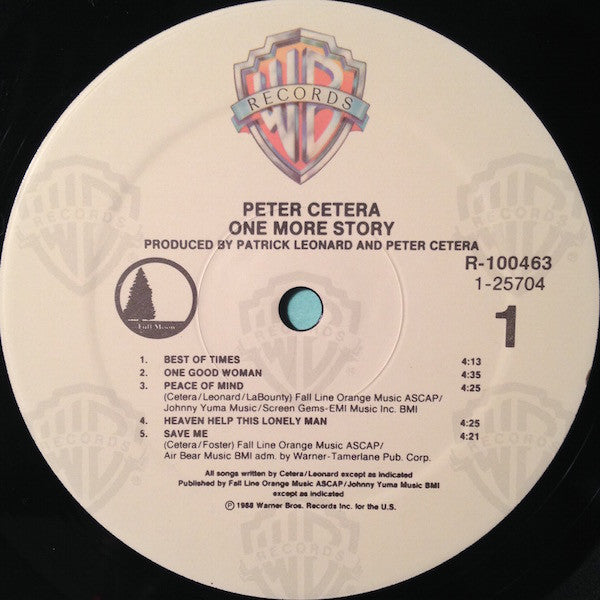 WB
RECORDS
PETER CETERA
ONE MORE STORY
PRODUCED BY PATRICK LEONARD AND PETER CETERA
R-100463
1-25704
1
Full Moon
1. BEST OF TIMES 4:13
2. ONE GOOD WOMAN 4:35
3. PEACE OF MIND 4:25
(Cetera/Leonard/LaBounty) Fall Line Orange Music ASCAP/
Johnny Yuma Music/Screen Gems-EMI Music Inc. BMI
4. HEAVEN HELP THIS LONELY MAN 4:25
5. SAVE ME 4:21
(Cetera/Foster) Fall Line Orange Music ASCAP/
Air Bear Music BMI adm. by Warner-Tamerlane Pub. Corp.
All songs written by Cetera/Leonard except as indicated
Published by Fall Line Orange Music ASCAP/Johnny Yuma Music BMI
except as indicated
℗ 1988 Warner Bros. Records Inc. for the U.S.